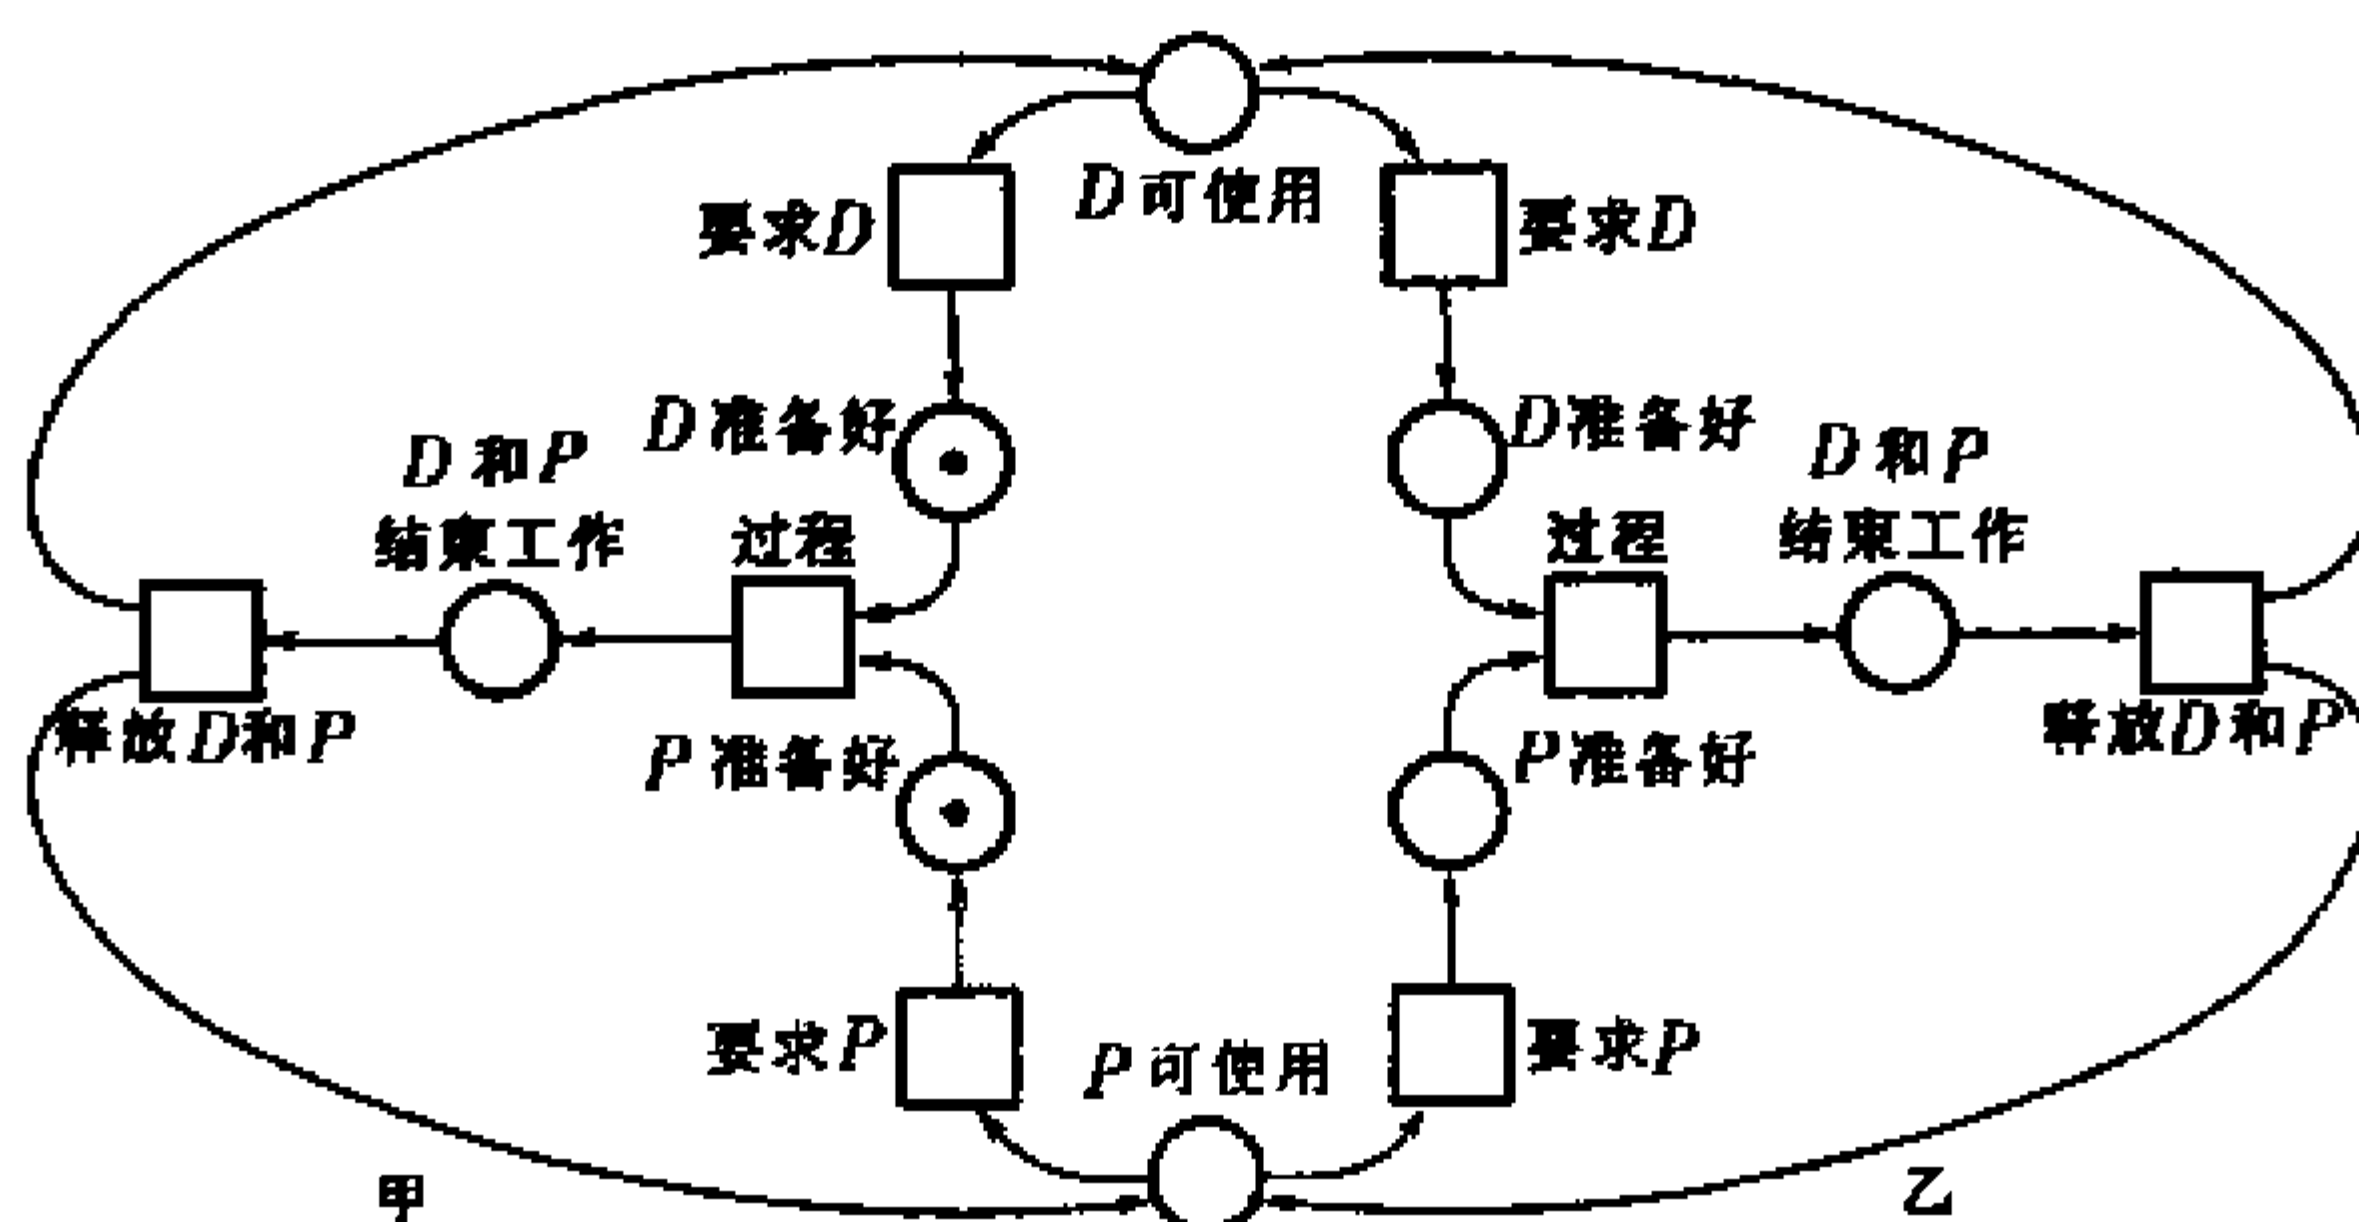 D可使用
要求D
要求D
D准备好
D准备好
D和P
结束工作
过程
过程
D和P
结束工作
释放D和P
P准备好
P准备好
释放D和P
要求P
P可使用
要求P
甲
乙